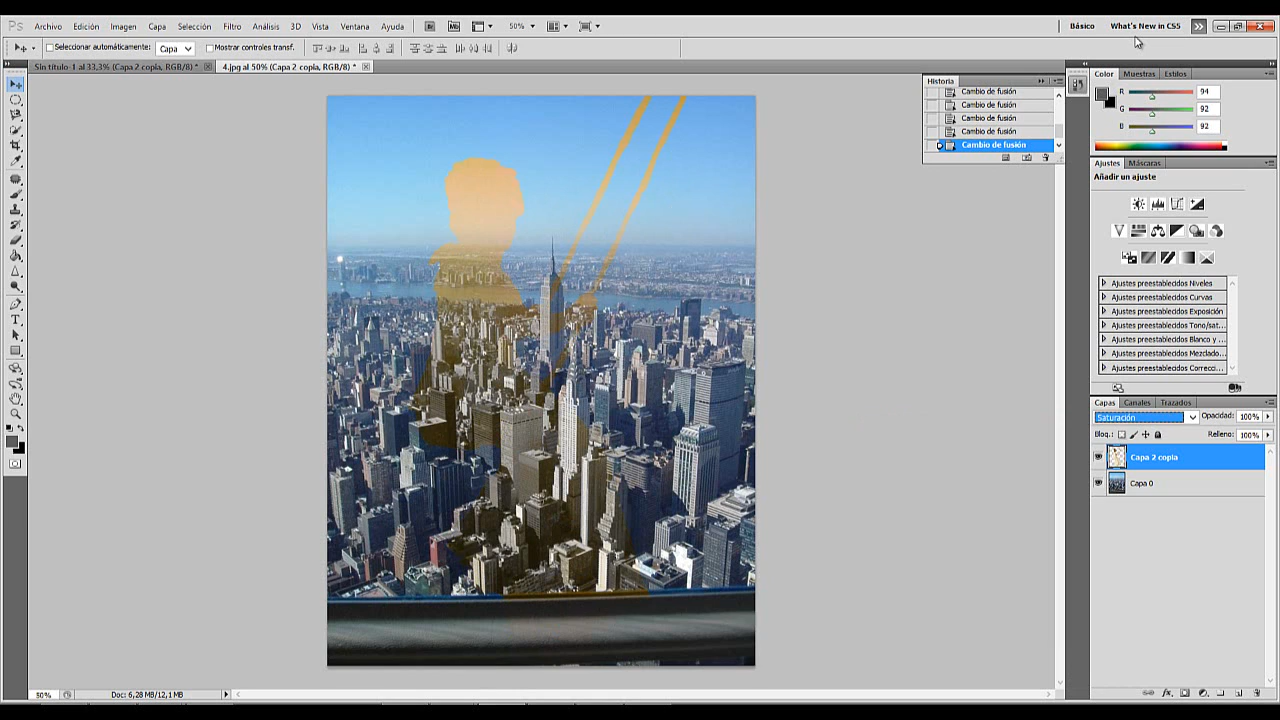 Ps Archivo Edición Imagen Capa Selección Filtro Análisis 3D Vista Ventana Ayuda Br Mb 50% Básico What's New in CS5
Seleccionar automáticamente: Capa Mostrar controles transf.
Sin título-1 al 33,3% (Capa 2 copia, RGB/8) * 4.jpg al 50% (Capa 2 copia, RGB/8) *
Historia
Cambio de fusión
Cambio de fusión
Cambio de fusión
Cambio de fusión
Cambio de fusión
Color Muestras Estilos
R 94
G 92
B 92
Ajustes Máscaras
Añadir un ajuste
Ajustes preestablecidos Niveles
Ajustes preestablecidos Curvas
Ajustes preestablecidos Exposición
Ajustes preestablecidos Tono/sat...
Ajustes preestablecidos Blanco y ...
Ajustes preestablecidos Mezclado...
Ajustes preestablecidos Correcci...
Capas Canales Trazados
Saturación Opacidad: 100%
Bloq.: Relleno: 100%
Capa 2 copia
Capa 0
50% Doc: 6,28 MB/12,1 MB